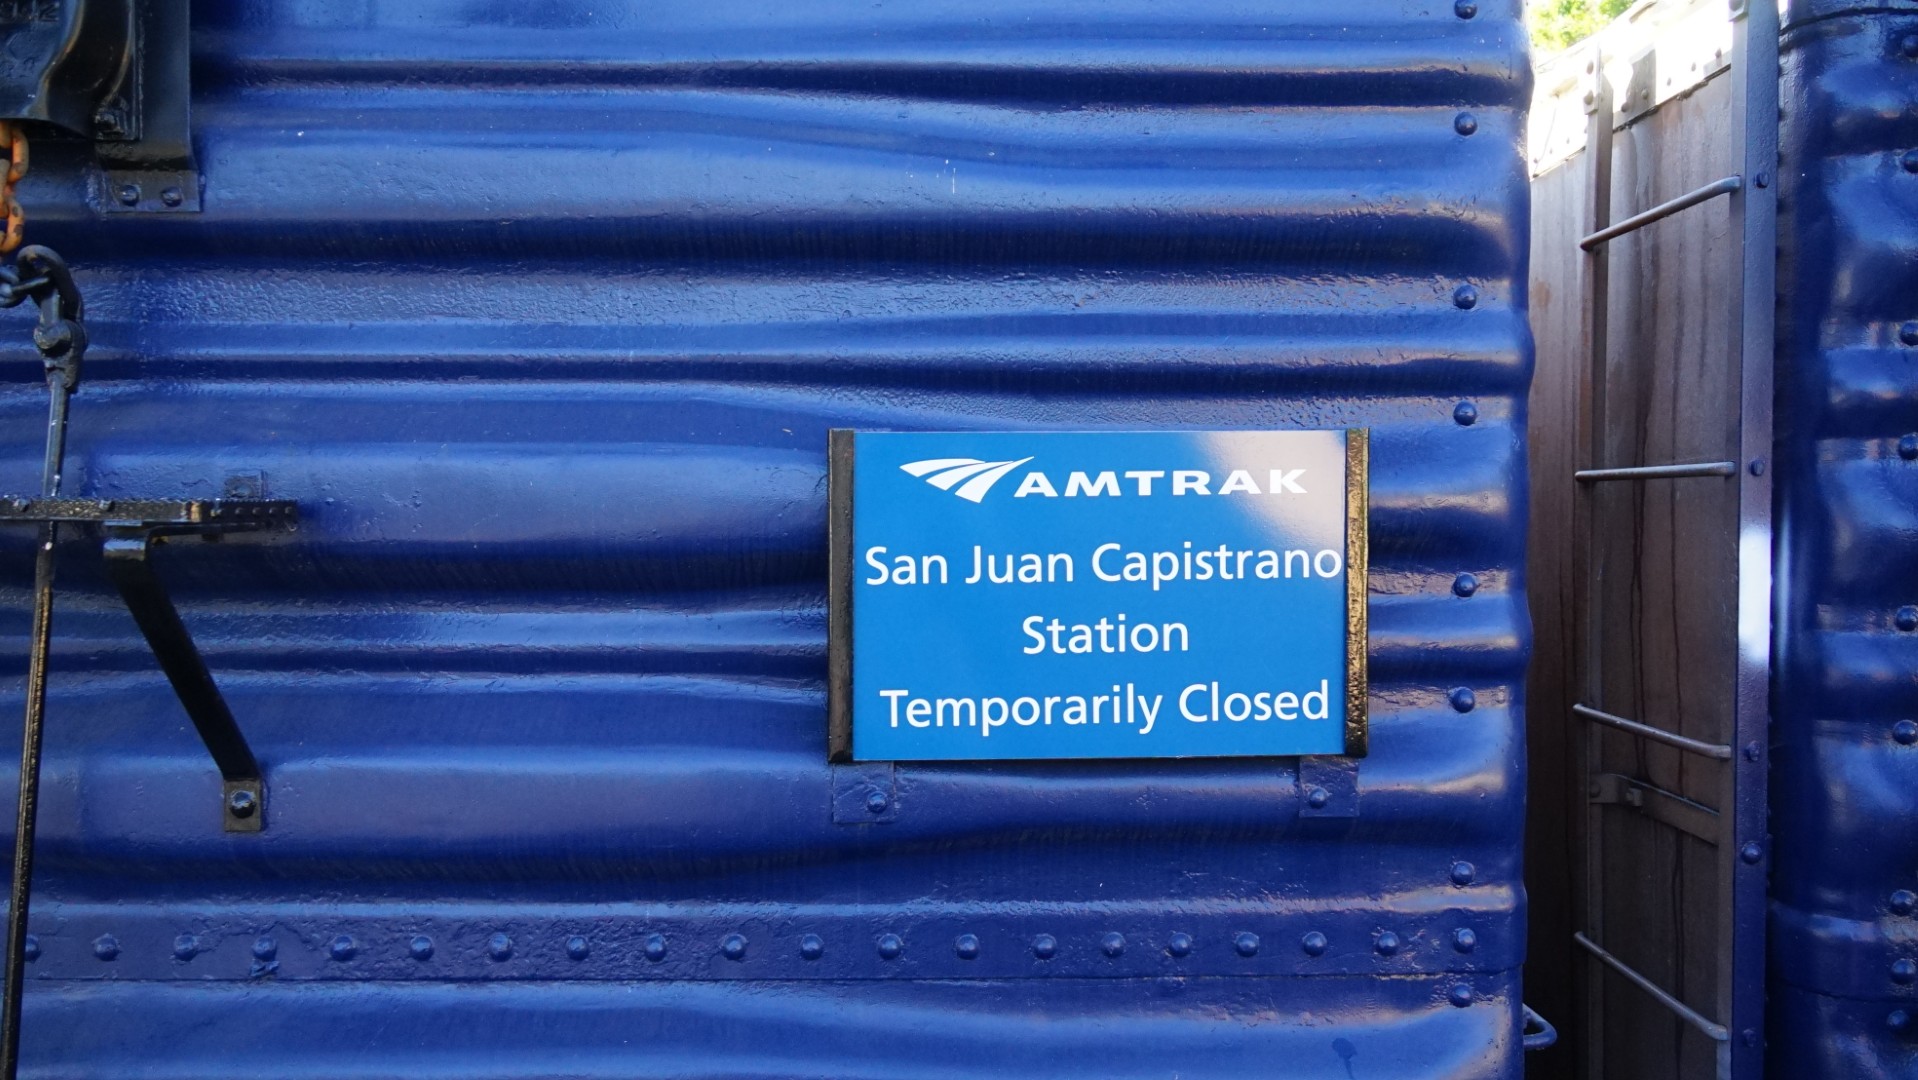 AMTRAK
San Juan Capistrano
Station
Temporarily Closed